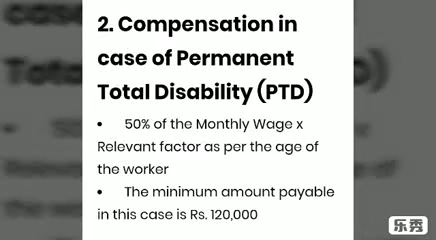 2. Compensation in
case of Permanent
Total Disability (PTD)
• 50% of the Monthly Wage x
Relevant factor as per the age of
the worker
• The minimum amount payable
in this case is Rs. 120,000
乐秀